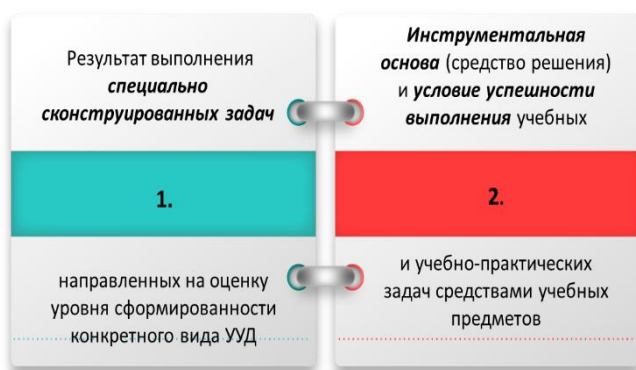 Результат выполнения
специально
сконструированных задач
1.
направленных на оценку
уровня сформированности
конкретного вида УУД
Инструментальная
основа (средство решения)
и условие успешности
выполнения учебных
2.
и учебно-практических
задач средствами учебных
предметов